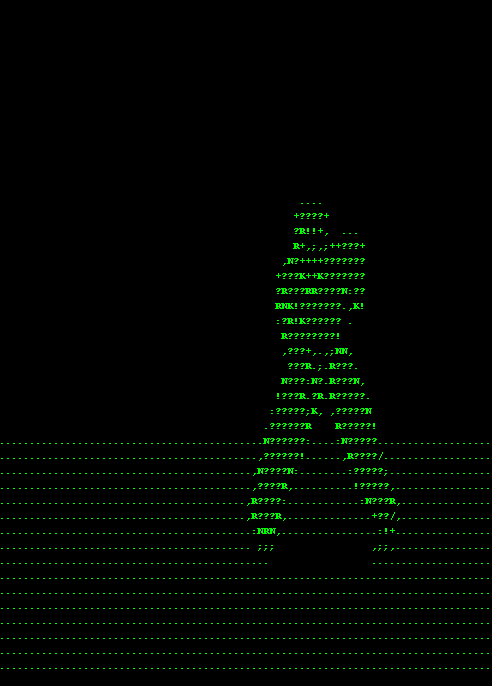 ....
+????+
?R!!+, ...
R+,;,;++???+
,N?++++???????
+???K++K???????
?R???RR????N:??
RNK!????????.,K!
:?R!K?????? .
R????????!
,???+,.,;NN,
???R.;.R???.
N???:N?.R???N,
!???R.?R.R?????.
:?????;K, ,?????N
.??????R R?????!
N??????: :N?????
,??????! ,R????/
,N????N: :?????;
,????R, !?????,
,R????: :N???R,
,R???R, +??/,
:NRN, :!+
;;; ,;;,